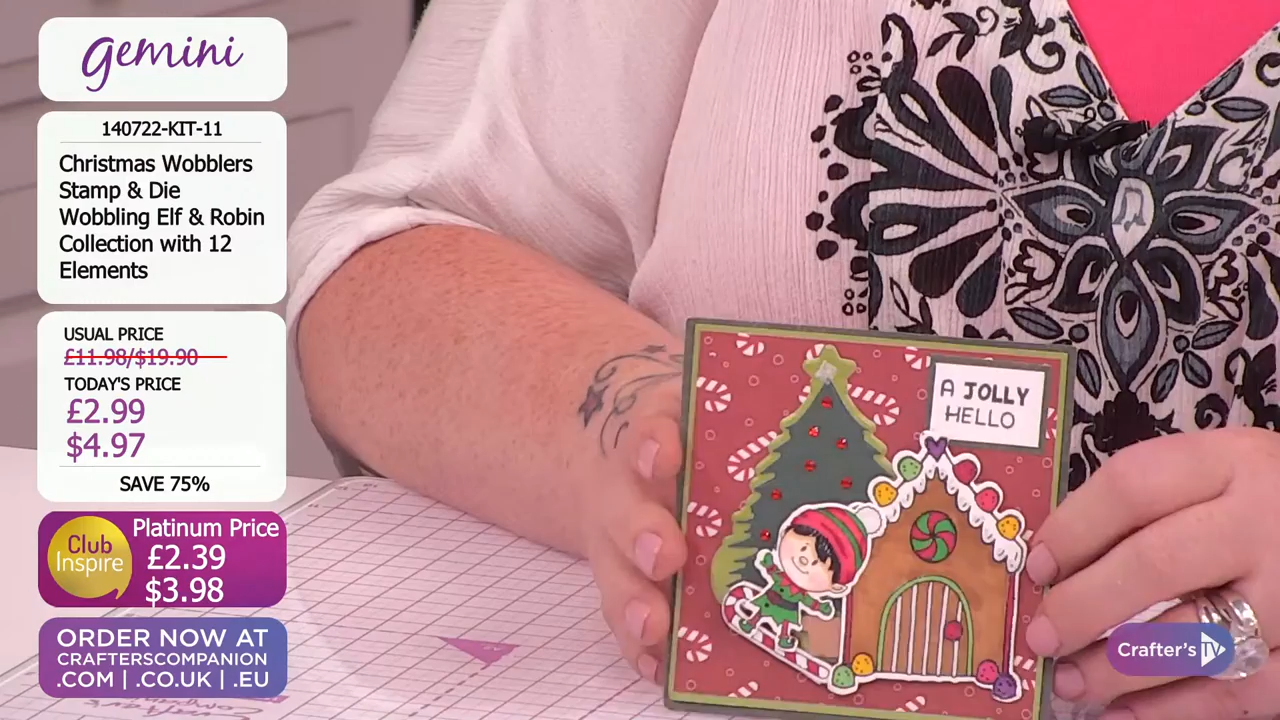 gemini
140722-KIT-11
Christmas Wobblers
Stamp & Die
Wobbling Elf & Robin
Collection with 12
Elements
USUAL PRICE
£11.98/$19.90
TODAY'S PRICE
£2.99
$4.97
SAVE 75%
Club
Inspire
Platinum Price
£2.39
$3.98
ORDER NOW AT
CRAFTERSCOMPANION
.COM | .CO.UK | .EU
A JOLLY
HELLO
Crafter's TV